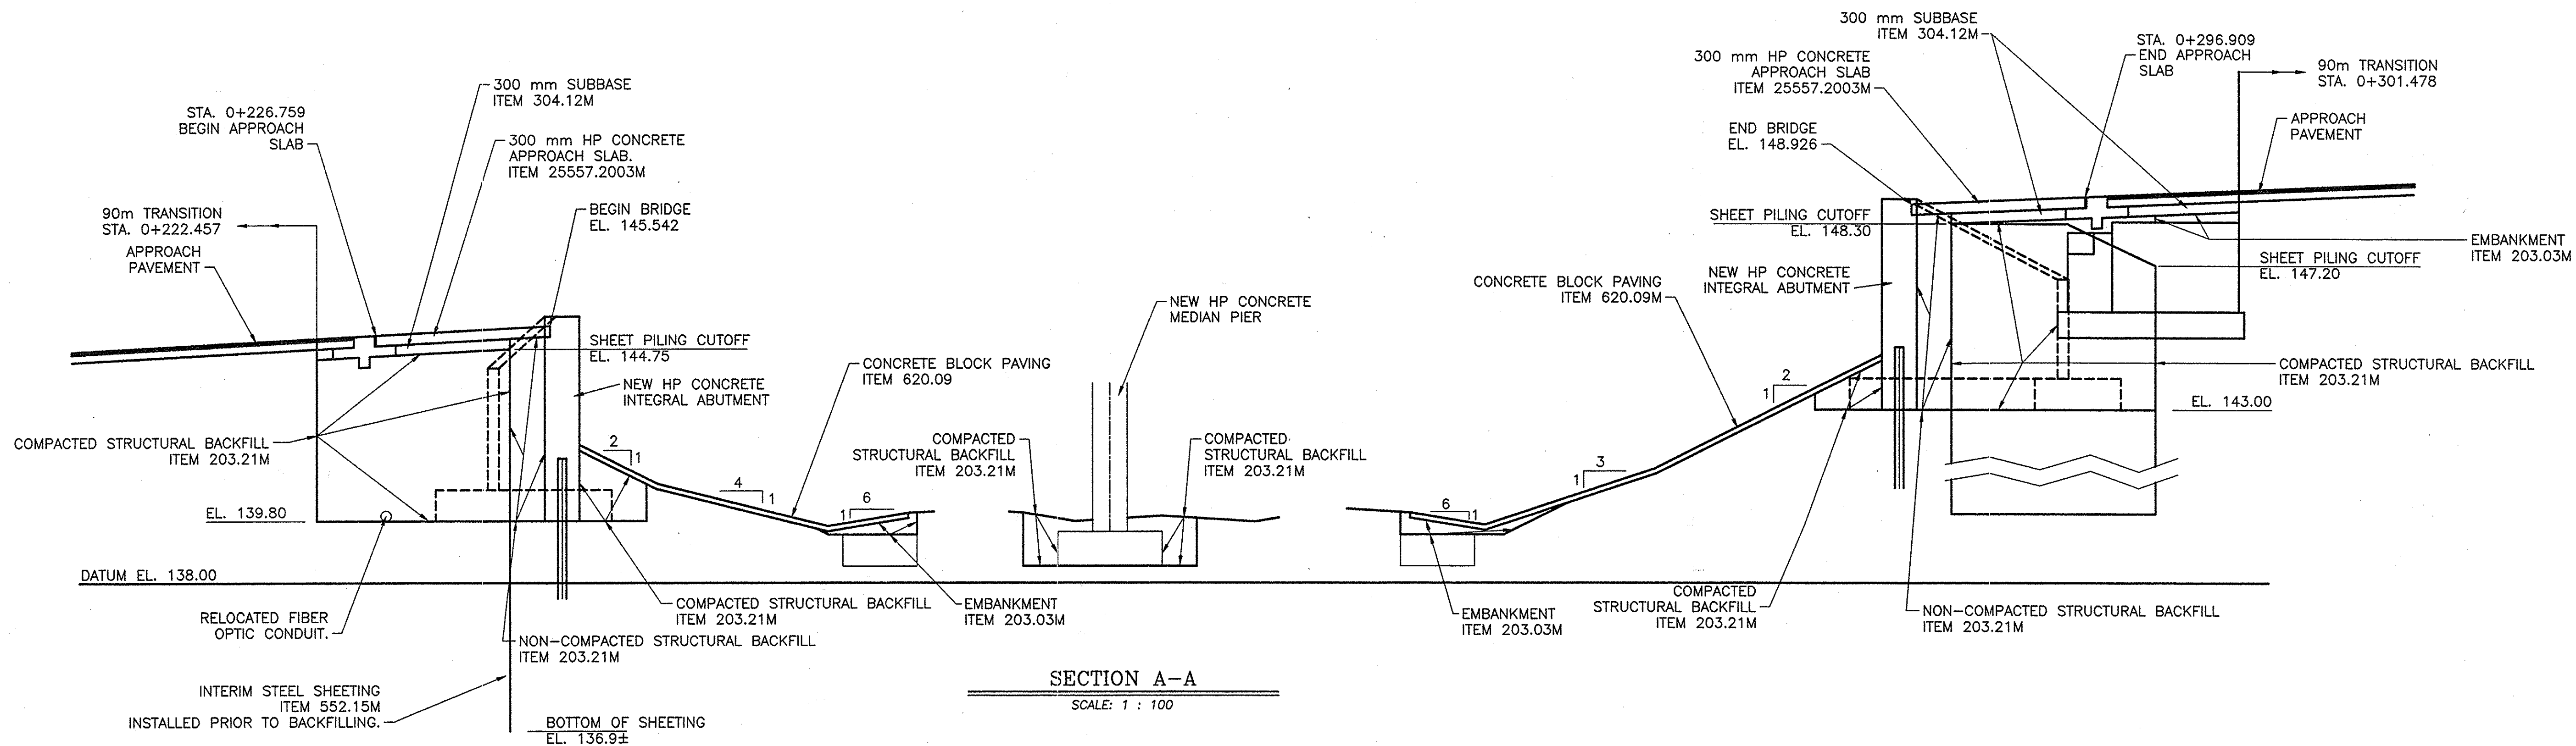 300 mm SUBBASE
ITEM 304.12M
STA. 0+226.759
BEGIN APPROACH
SLAB
300 mm HP CONCRETE
APPROACH SLAB.
ITEM 25557.2003M
90m TRANSITION
STA. 0+222.457
APPROACH
PAVEMENT
BEGIN BRIDGE
EL. 145.542
SHEET PILING CUTOFF
EL. 144.75
NEW HP CONCRETE
INTEGRAL ABUTMENT
COMPACTED STRUCTURAL BACKFILL
ITEM 203.21M
EL. 139.80
DATUM EL. 138.00
RELOCATED FIBER
OPTIC CONDUIT.
INTERIM STEEL SHEETING
ITEM 552.15M
INSTALLED PRIOR TO BACKFILLING.
BOTTOM OF SHEETING
EL. 136.9±
NON-COMPACTED STRUCTURAL BACKFILL
ITEM 203.21M
COMPACTED STRUCTURAL BACKFILL
ITEM 203.21M
2
1
4
1
6
1
CONCRETE BLOCK PAVING
ITEM 620.09
EMBANKMENT
ITEM 203.03M
COMPACTED
STRUCTURAL BACKFILL
ITEM 203.21M
NEW HP CONCRETE
MEDIAN PIER
COMPACTED
STRUCTURAL BACKFILL
ITEM 203.21M
SECTION A-A
SCALE: 1 : 100
6
1
3
1
2
1
EMBANKMENT
ITEM 203.03M
CONCRETE BLOCK PAVING
ITEM 620.09M
COMPACTED
STRUCTURAL BACKFILL
ITEM 203.21M
NON-COMPACTED STRUCTURAL BACKFILL
ITEM 203.21M
300 mm SUBBASE
ITEM 304.12M
300 mm HP CONCRETE
APPROACH SLAB
ITEM 25557.2003M
END BRIDGE
EL. 148.926
SHEET PILING CUTOFF
EL. 148.30
NEW HP CONCRETE
INTEGRAL ABUTMENT
STA. 0+296.909
END APPROACH
SLAB
90m TRANSITION
STA. 0+301.478
APPROACH
PAVEMENT
EMBANKMENT
ITEM 203.03M
SHEET PILING CUTOFF
EL. 147.20
COMPACTED STRUCTURAL BACKFILL
ITEM 203.21M
EL. 143.00